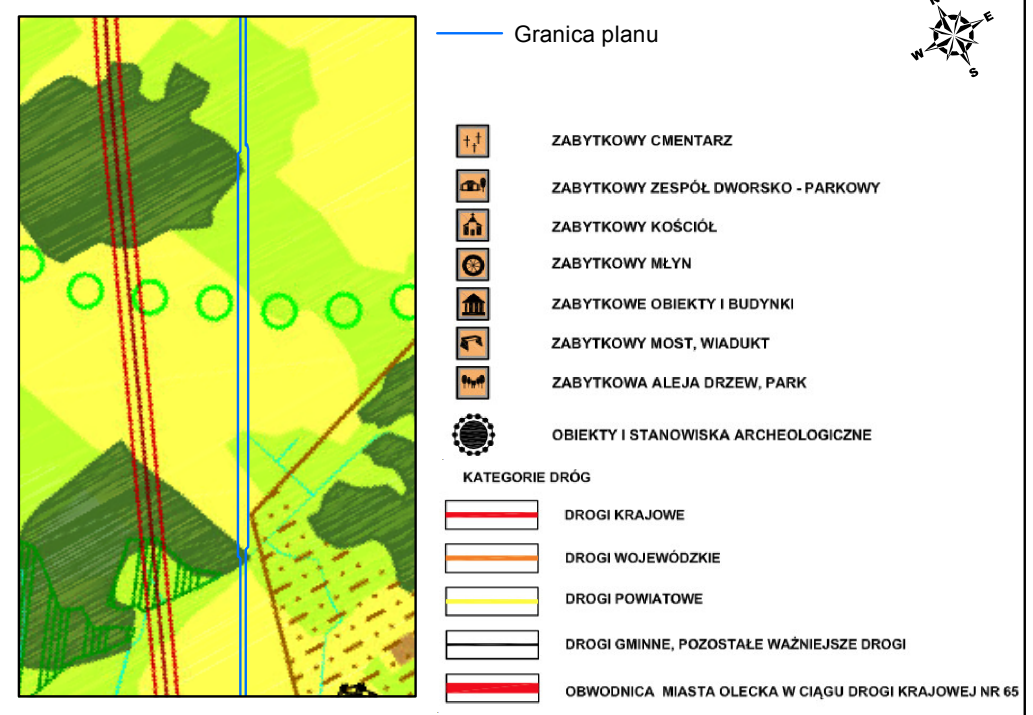 Granica planu
N
E
W
S
ZABYTKOWY CMENTARZ
ZABYTKOWY ZESPÓŁ DWORSKO - PARKOWY
ZABYTKOWY KOŚCIÓŁ
ZABYTKOWY MŁYN
ZABYTKOWE OBIEKTY I BUDYNKI
ZABYTKOWY MOST, WIADUKT
ZABYTKOWA ALEJA DRZEW, PARK
OBIEKTY I STANOWISKA ARCHEOLOGICZNE
KATEGORIE DRÓG
DROGI KRAJOWE
DROGI WOJEWÓDZKIE
DROGI POWIATOWE
DROGI GMINNE, POZOSTAŁE WAŻNIEJSZE DROGI
OBWODNICA MIASTA OLECKA W CIĄGU DROGI KRAJOWEJ NR 65